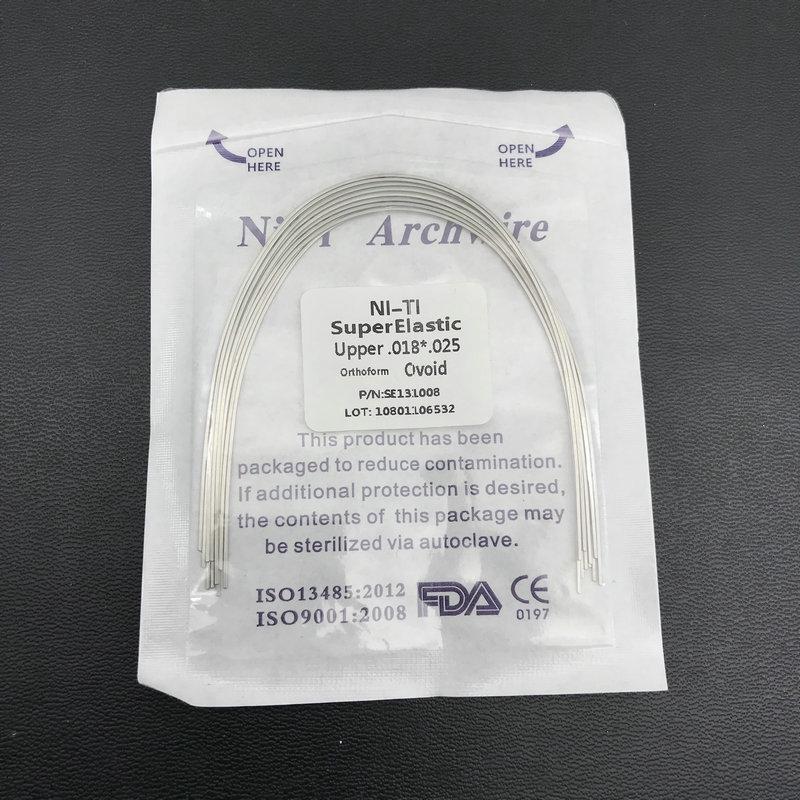 OPEN
HERE
OPEN
HERE
Archwire
NI-TI
SuperElastic
Upper .018*.025
Orthoform Ovoid
P/N:SE131008
LOT: 10801106532
This product has been
packaged to reduce contamination.
If additional protection is desired,
the contents of this package may
be sterilized via autoclave.
ISO13485:2012
ISO9001:2008
FDA
CE
0197